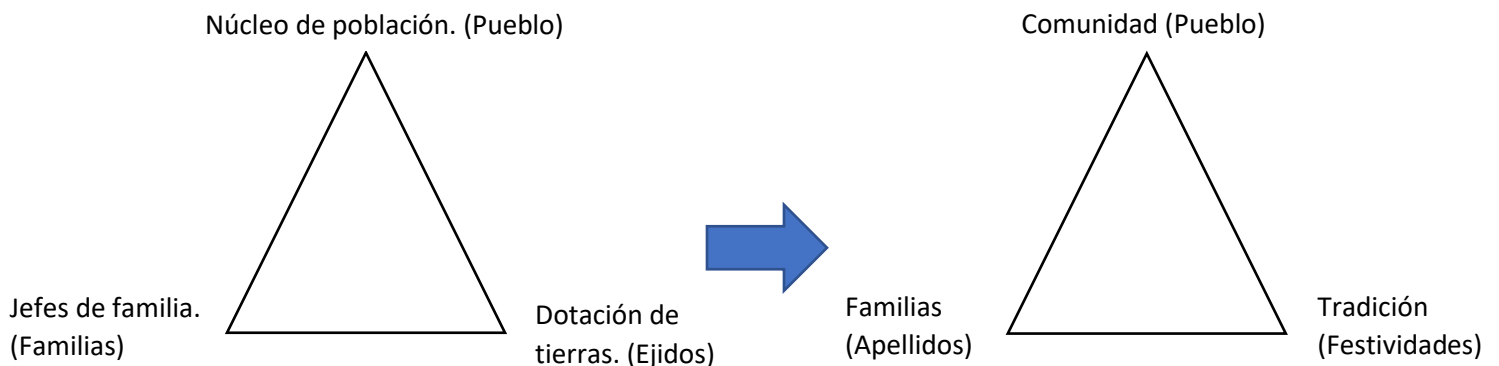 Núcleo de población. (Pueblo)
Jefes de familia.
(Familias)
Dotación de
tierras. (Ejidos)
Comunidad (Pueblo)
Familias
(Apellidos)
Tradición
(Festividades)